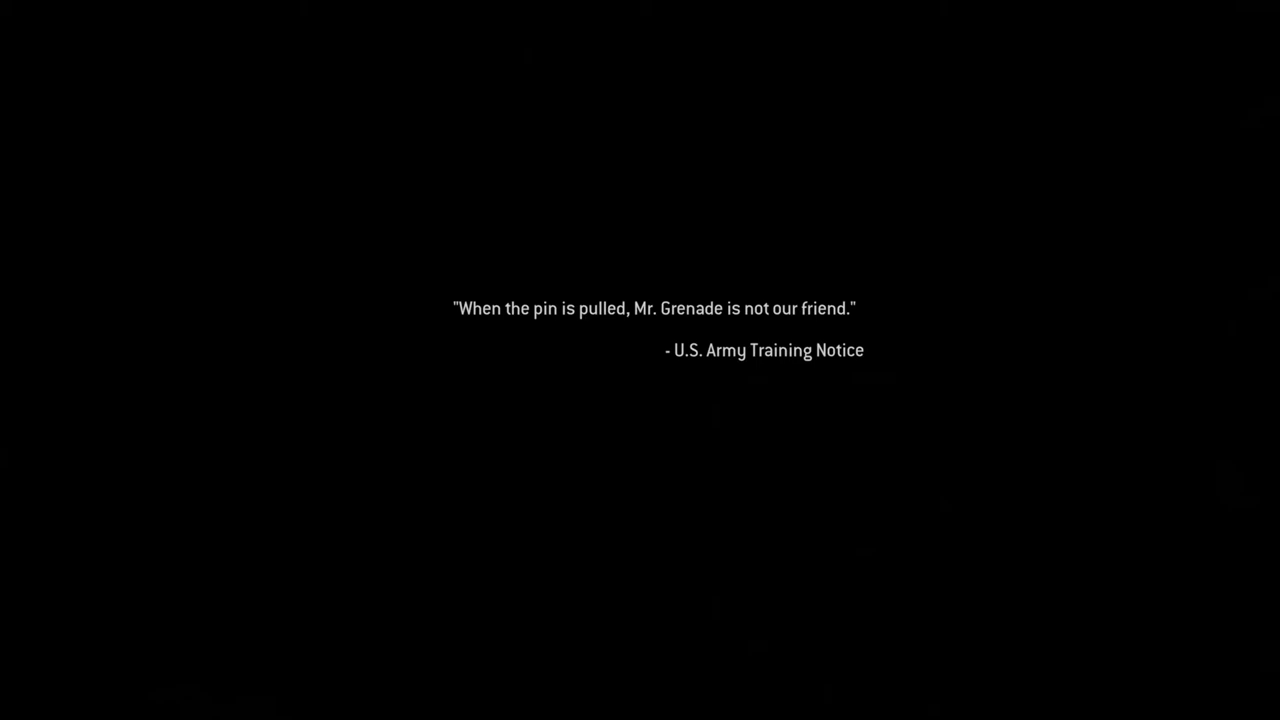 "When the pin is pulled, Mr. Grenade is not our friend."
- U.S. Army Training Notice